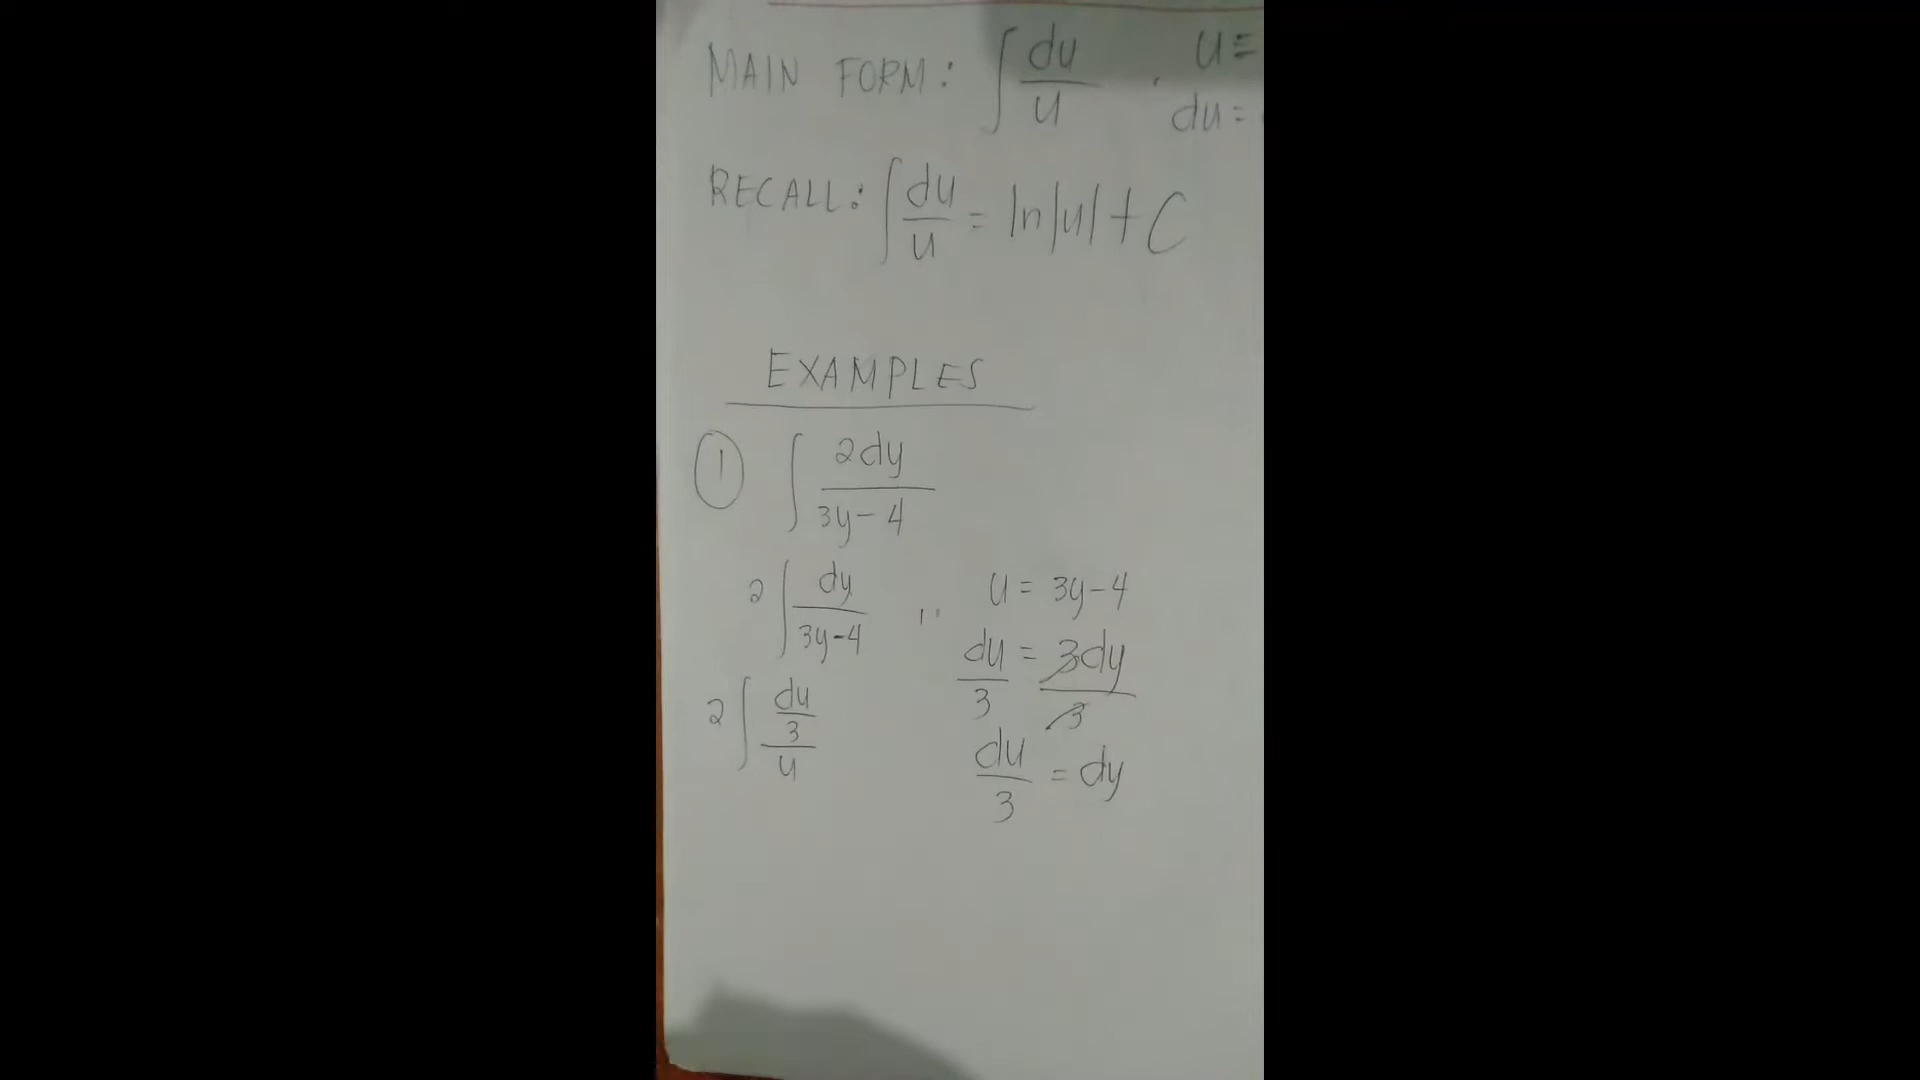 MAIN FORM: ∫ du/u , u=
du=
RECALL: ∫ du/u = ln|u| + C
EXAMPLES
① ∫ 2dy/(3y-4)
2 ∫ dy/(3y-4) u = 3y-4
du/3 = 3dy/3
2 ∫ (du/3)/u
du/3 = dy